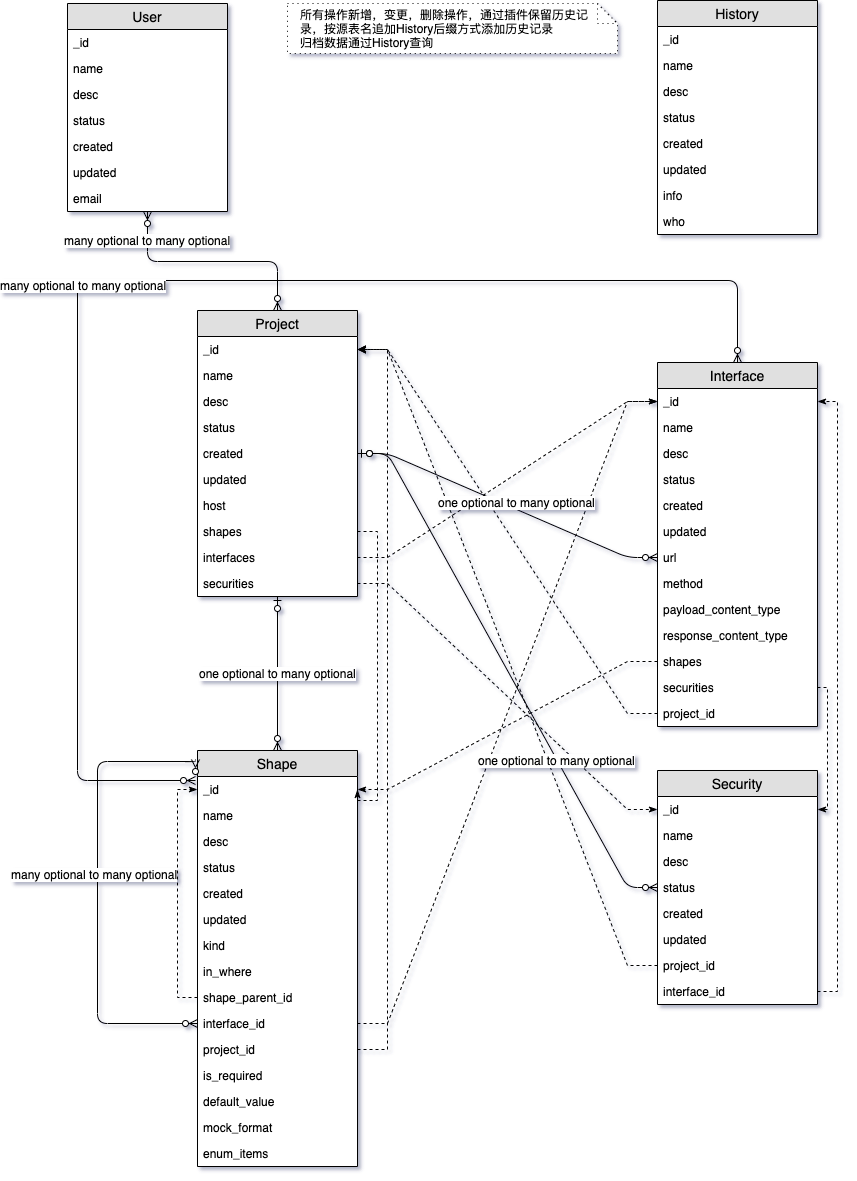 User
_id
name
desc
status
created
updated
email
所有操作新增，变更，删除操作，通过插件保留历史记
录，按源表名追加History后缀方式添加历史记录
归档数据通过History查询
History
_id
name
desc
status
created
updated
info
who
many optional to many optional
many optional to many optional
Project
_id
name
desc
status
created
updated
host
shapes
interfaces
securities
Interface
_id
name
desc
status
created
updated
url
method
payload_content_type
response_content_type
shapes
securities
project_id
one optional to many optional
one optional to many optional
one optional to many optional
Shape
_id
name
desc
status
created
updated
kind
in_where
shape_parent_id
interface_id
project_id
is_required
default_value
mock_format
enum_items
many optional to many optional
Security
_id
name
desc
status
created
updated
project_id
interface_id